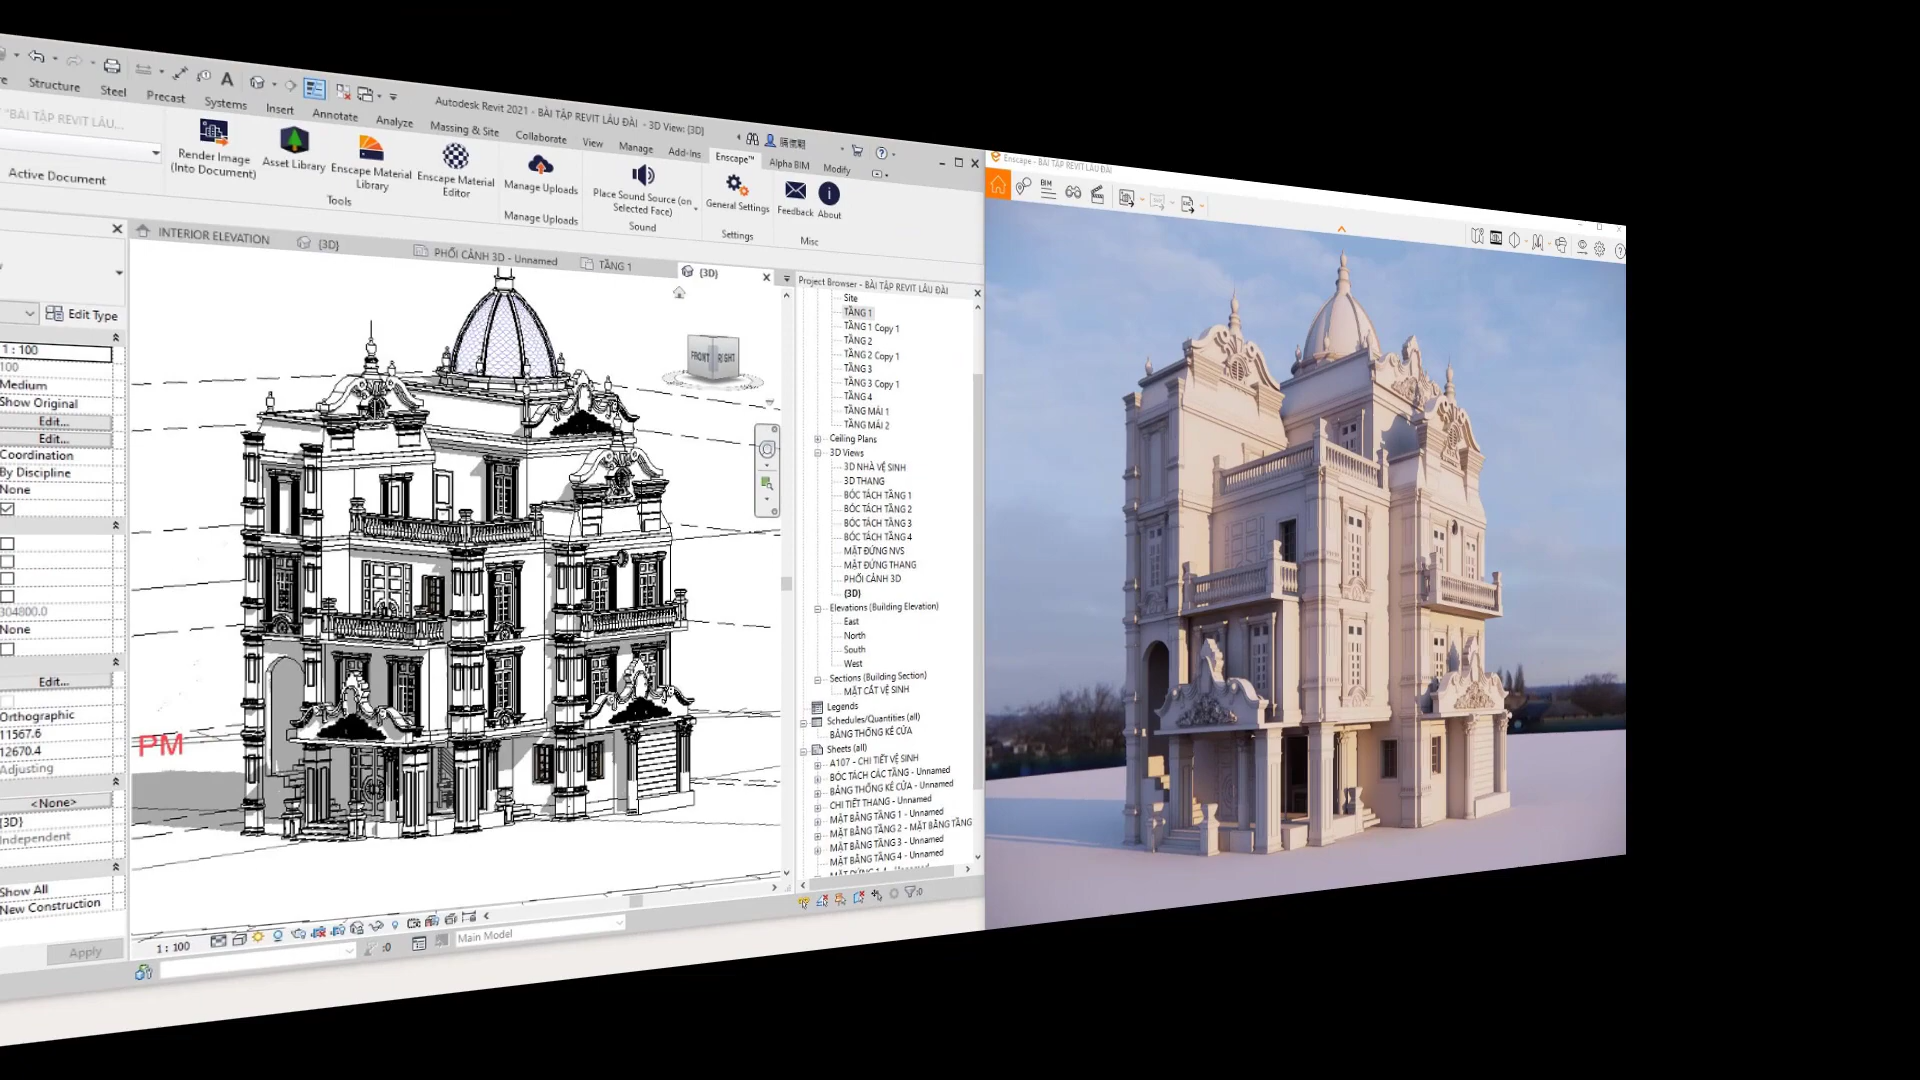 Autodesk Revit 2021 - BÀI TẬP REVIT LÂU ĐÀI - 3D View: {3D}
Structure
Steel
Precast
Systems
Insert
Annotate
Analyze
Massing & Site
Collaborate
View
Manage
Add-Ins
Enscape™
Alpha BIM
Modify
"BÀI TẬP REVIT LÂU...
Active Document
Render Image
(Into Document)
Asset Library
Enscape Material
Library
Enscape Material
Editor
Tools
Manage Uploads
Manage Uploads
Place Sound Source (on
Selected Face)
Sound
General Settings
Settings
Feedback
About
Misc
INTERIOR ELEVATION
{3D}
PHỐI CẢNH 3D - Unnamed
TẦNG 1
{3D}
Edit Type
1 : 100
100
Medium
Show Original
Edit...
Edit...
Coordination
By Discipline
None
304800.0
None
Edit...
Orthographic
11567.6
12670.4
Adjusting
<None>
{3D}
Independent
Show All
New Construction
Apply
PM
FRONT
RIGHT
Project Browser - BÀI TẬP REVIT LÂU ĐÀI
Site
TẦNG 1
TẦNG 1 Copy 1
TẦNG 2
TẦNG 2 Copy 1
TẦNG 3
TẦNG 3 Copy 1
TẦNG 4
TẦNG MÁI 1
TẦNG MÁI 2
Ceiling Plans
3D Views
3D NHÀ VỆ SINH
3D THANG
BÓC TÁCH TẦNG 1
BÓC TÁCH TẦNG 2
BÓC TÁCH TẦNG 3
BÓC TÁCH TẦNG 4
MẶT ĐỨNG NVS
MẶT ĐỨNG THANG
PHỐI CẢNH 3D
{3D}
Elevations (Building Elevation)
East
North
South
West
Sections (Building Section)
MẶT CẮT VỆ SINH
Legends
Schedules/Quantities (all)
BẢNG THỐNG KÊ CỬA
Sheets (all)
A107 - CHI TIẾT VỆ SINH
BÓC TÁCH CÁC TẦNG - Unnamed
BẢNG THỐNG KÊ CỬA - Unnamed
CHI TIẾT THANG - Unnamed
MẶT BẰNG TẦNG 1 - Unnamed
MẶT BẰNG TẦNG 2 - MẶT BẰNG TẦNG
MẶT BẰNG TẦNG 3 - Unnamed
MẶT BẰNG TẦNG 4 - Unnamed
1 : 100
:0
Main Model
:0
Enscape - BÀI TẬP REVIT LÂU ĐÀI
BIM